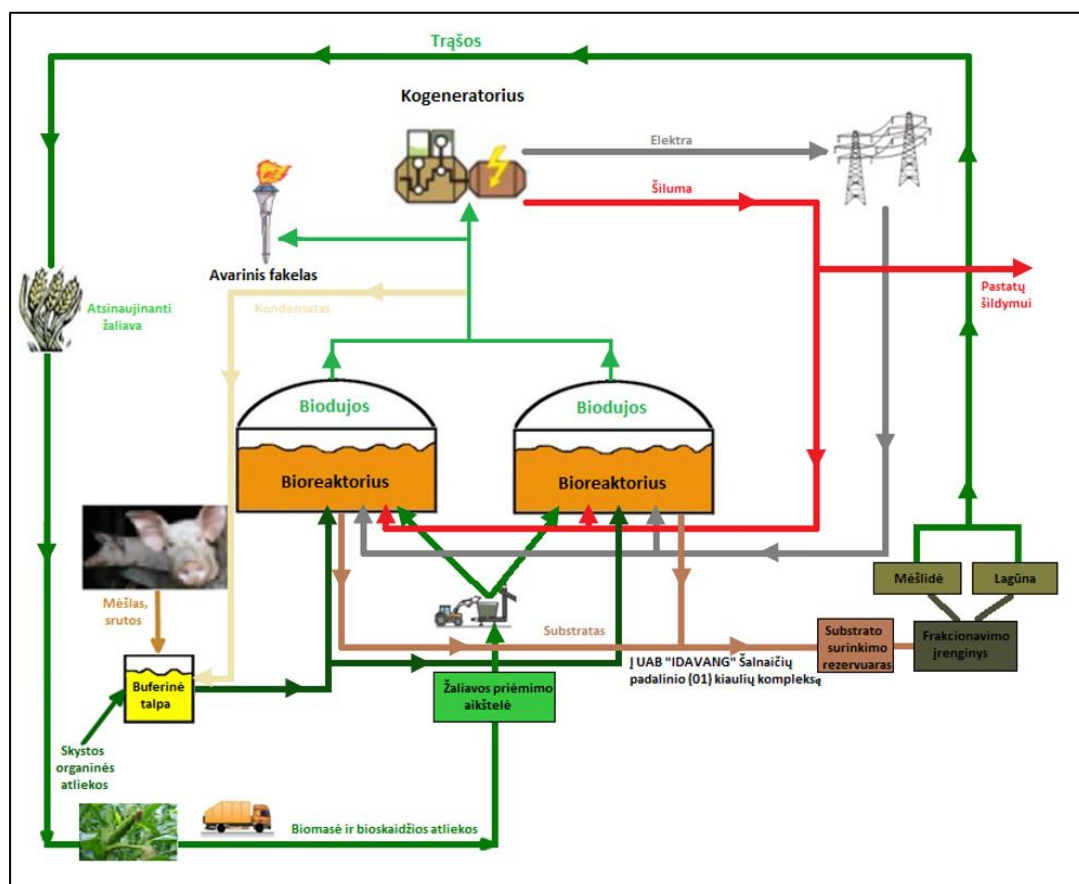 Trąšos
Kogeneratorius
Elektra
Šiluma
Avarinis fakelas
Pastatų
šildymui
Atsinaujinanti
žaliava
Kondensatas
Biodujos
Biodujos
Bioreaktorius
Bioreaktorius
Mėšlidė
Lagūna
Mėšlas,
srutos
Substratas
Substrato
surinkimo
rezervuaras
Frakcionavimo
įrenginys
Į UAB "IDAVANG" Šalnaičių
padalinio (01) kiaulių kompleksą
Buferinė
talpa
Žaliavos priėmimo
aikštelė
Skystos
organinės
atliekos
Biomasė ir bioskaidžios atliekos